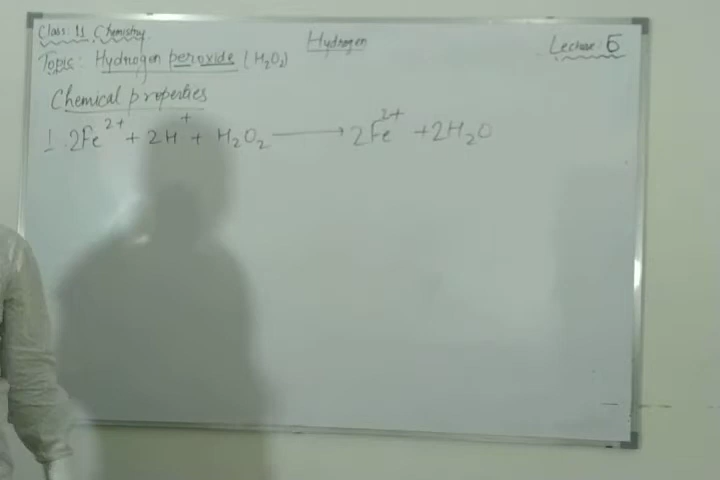 Class: 11 Chemistry.
Hydrogen
Lecture: 5
Topic: Hydrogen peroxide (H₂O₂)
Chemical properties
1. 2Fe²⁺ + 2H⁺ + H₂O₂ ⟶ 2Fe²⁺ + 2H₂O